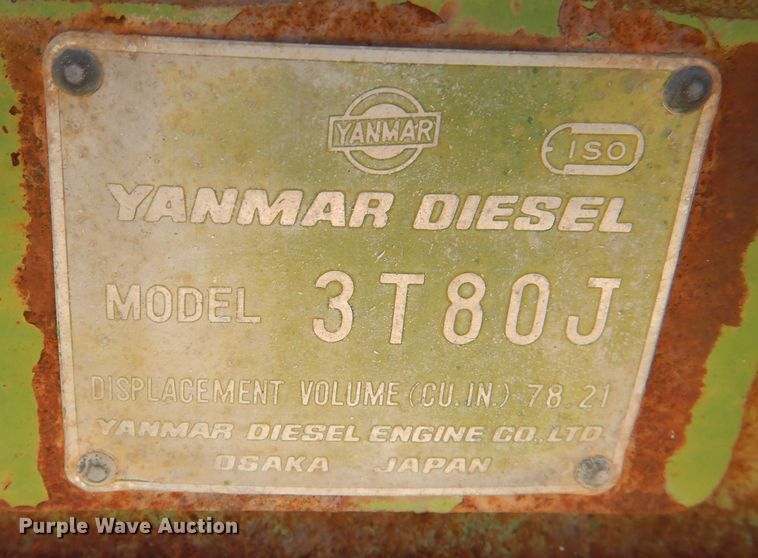 YANMAR
ISO
YANMAR DIESEL
MODEL 3T80J
DISPLACEMENT VOLUME (CU.IN.) 78.21
YANMAR DIESEL ENGINE CO., LTD.
OSAKA JAPAN
Purple Wave Auction